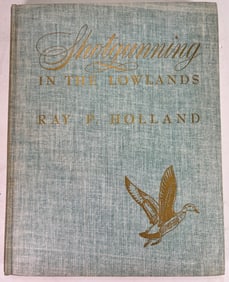 Shotgunning
IN THE LOWLANDS
RAY P. HOLLAND